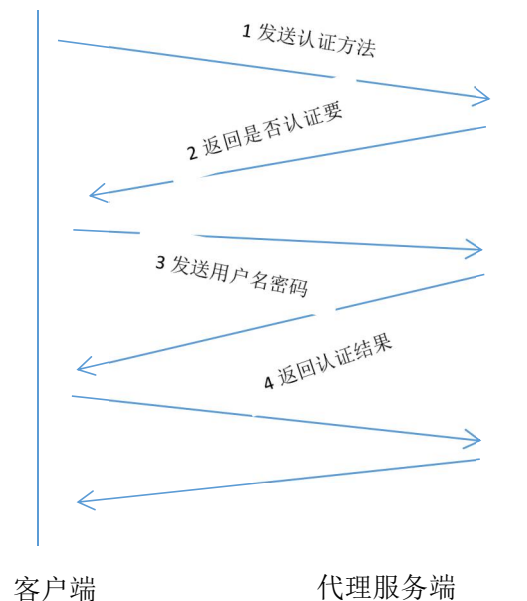 1 发送认证方法
2 返回是否认证要
3 发送用户名密码
4 返回认证结果
客户端
代理服务端